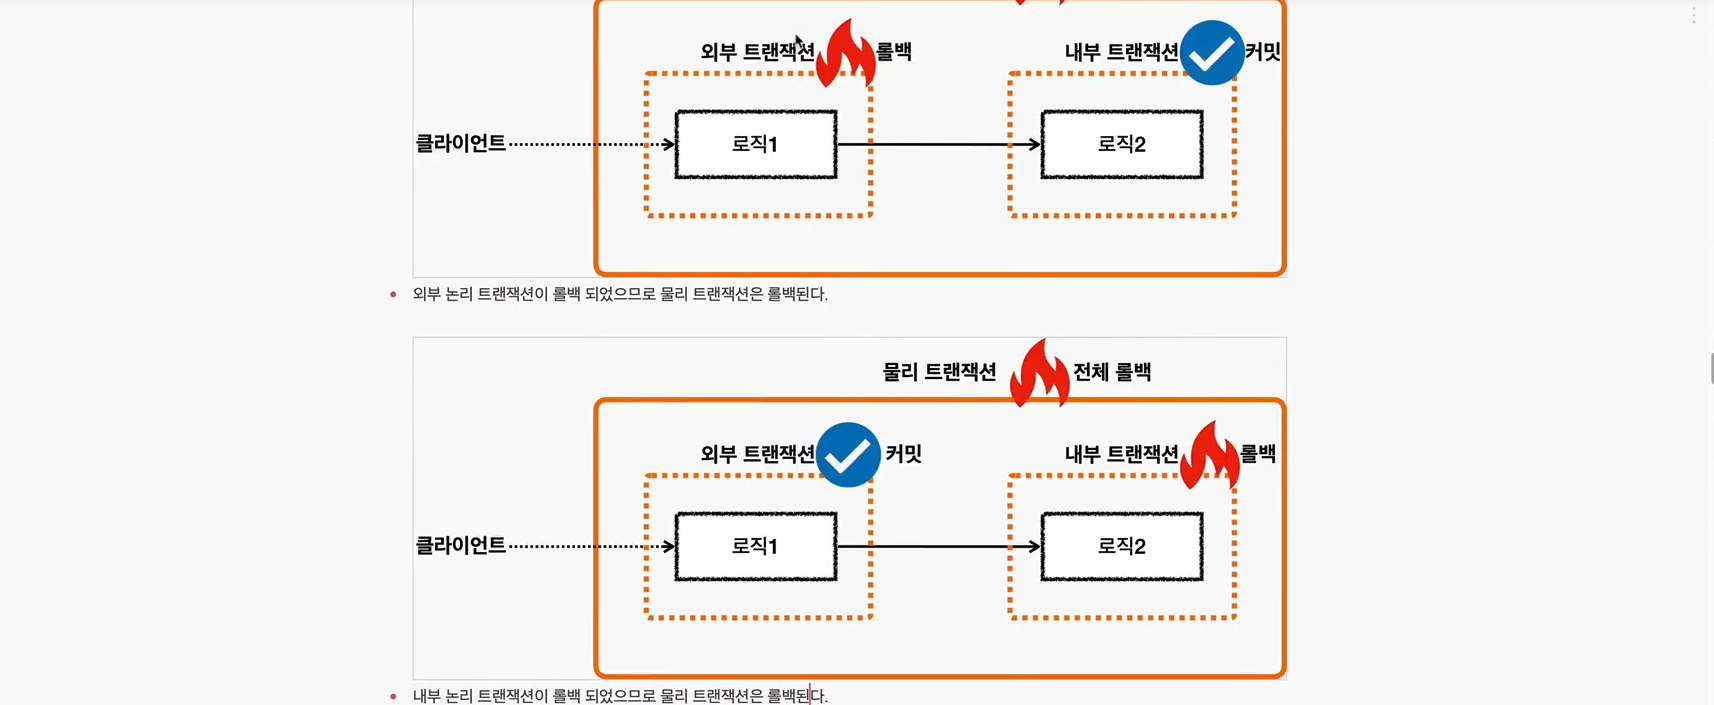 외부 트랜잭션 롤백
내부 트랜잭션 커밋
클라이언트
로직1
로직2
• 외부 논리 트랜잭션이 롤백 되었으므로 물리 트랜잭션은 롤백된다.
물리 트랜잭션 전체 롤백
외부 트랜잭션 커밋
내부 트랜잭션 롤백
클라이언트
로직1
로직2
• 내부 논리 트랜잭션이 롤백 되었으므로 물리 트랜잭션은 롤백된다.